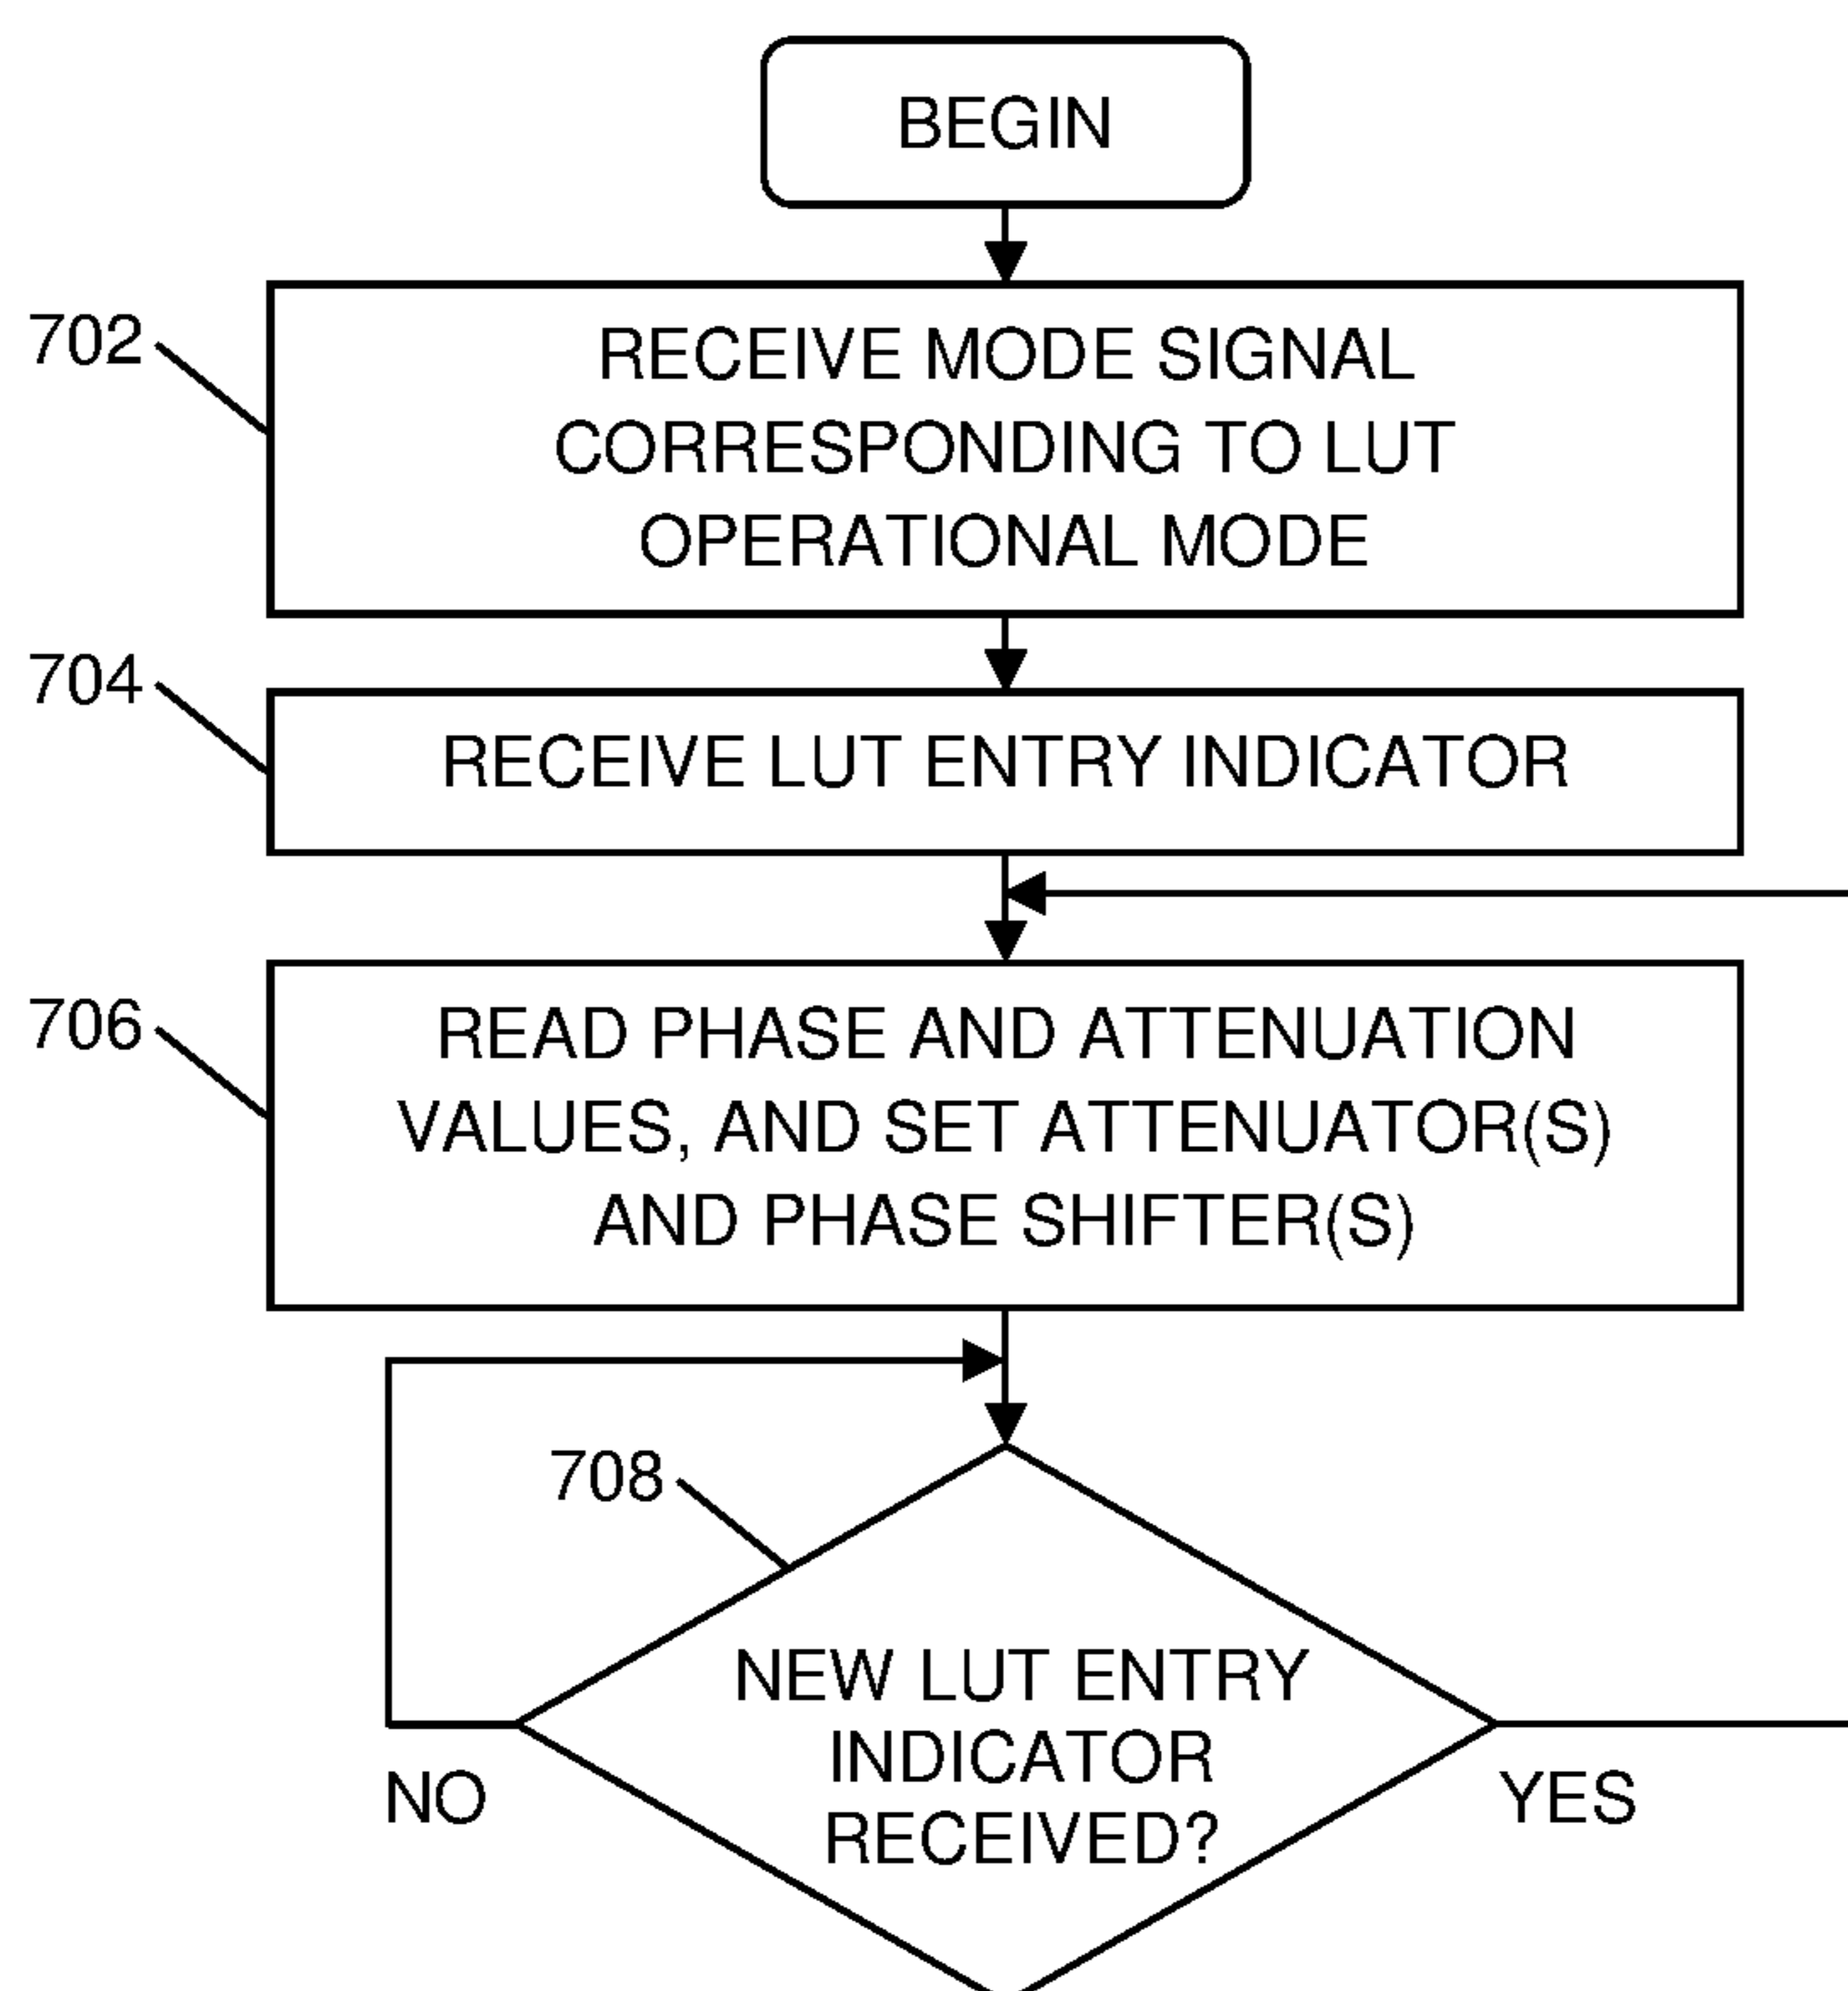 BEGIN
702
RECEIVE MODE SIGNAL
CORRESPONDING TO LUT
OPERATIONAL MODE
704
RECEIVE LUT ENTRY INDICATOR
706
READ PHASE AND ATTENUATION
VALUES, AND SET ATTENUATOR(S)
AND PHASE SHIFTER(S)
708
NEW LUT ENTRY
INDICATOR
RECEIVED?
NO
YES